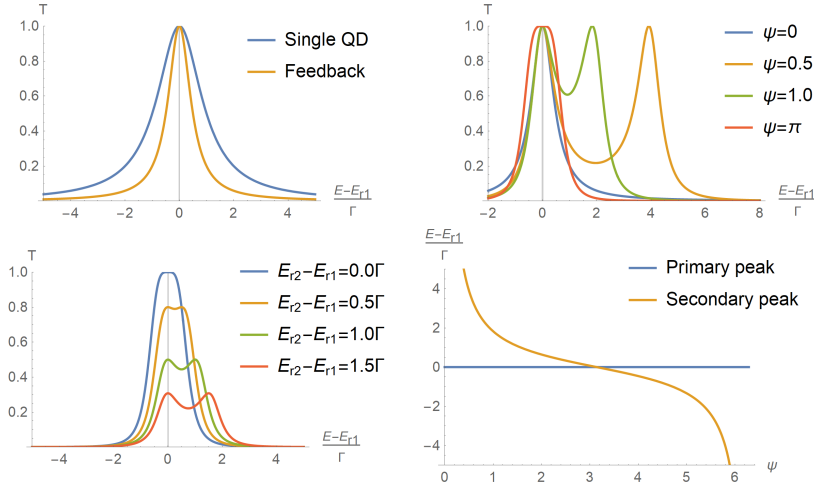 T
1.0
0.8
0.6
0.4
0.2
−4 −2 0 2 4
E−Er1
Γ
Single QD
Feedback
T
1.0
0.8
0.6
0.4
0.2
−2 0 2 4 6 8
E−Er1
Γ
ψ=0
ψ=0.5
ψ=1.0
ψ=π
T
1.0
0.8
0.6
0.4
0.2
−4 −2 0 2 4
E−Er1
Γ
Er2−Er1=0.0Γ
Er2−Er1=0.5Γ
Er2−Er1=1.0Γ
Er2−Er1=1.5Γ
E−Er1
Γ
4
2
0
−2
−4
0 1 2 3 4 5 6
ψ
Primary peak
Secondary peak